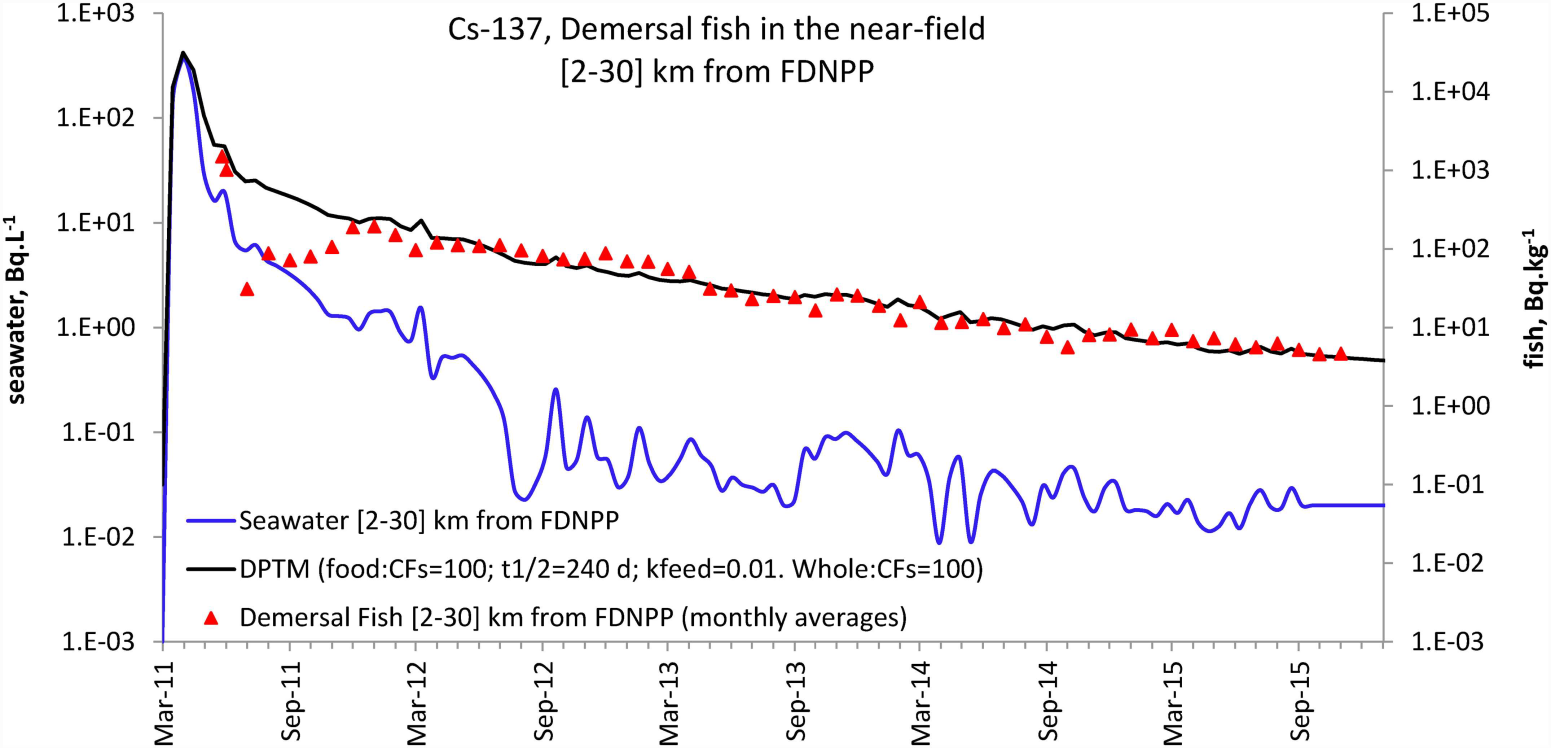 Cs-137, Demersal fish in the near-field
[2-30] km from FDNPP
1.E+03
1.E+02
1.E+01
1.E+00
1.E-01
1.E-02
1.E-03
seawater, Bq.L-1
1.E+05
1.E+04
1.E+03
1.E+02
1.E+01
1.E+00
1.E-01
1.E-02
1.E-03
fish, Bq.kg-1
Seawater [2-30] km from FDNPP
DPTM (food:CFs=100; t1/2=240 d; kfeed=0.01. Whole:CFs=100)
Demersal Fish [2-30] km from FDNPP (monthly averages)
Mar-11
Sep-11
Mar-12
Sep-12
Mar-13
Sep-13
Mar-14
Sep-14
Mar-15
Sep-15